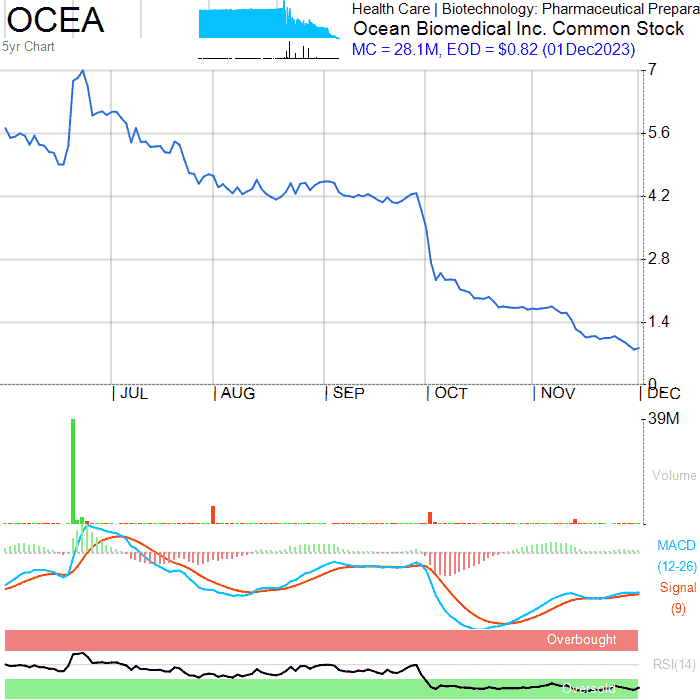 OCEA
5yr Chart
Health Care | Biotechnology: Pharmaceutical Prepara
Ocean Biomedical Inc. Common Stock
MC = 28.1M, EOD = $0.82 (01Dec2023)
7
5.6
4.2
2.8
1.4
0
JUL
AUG
SEP
OCT
NOV
DEC
39M
Volume
MACD
(12-26)
Signal
(9)
Overbought
RSI(14)
Oversold